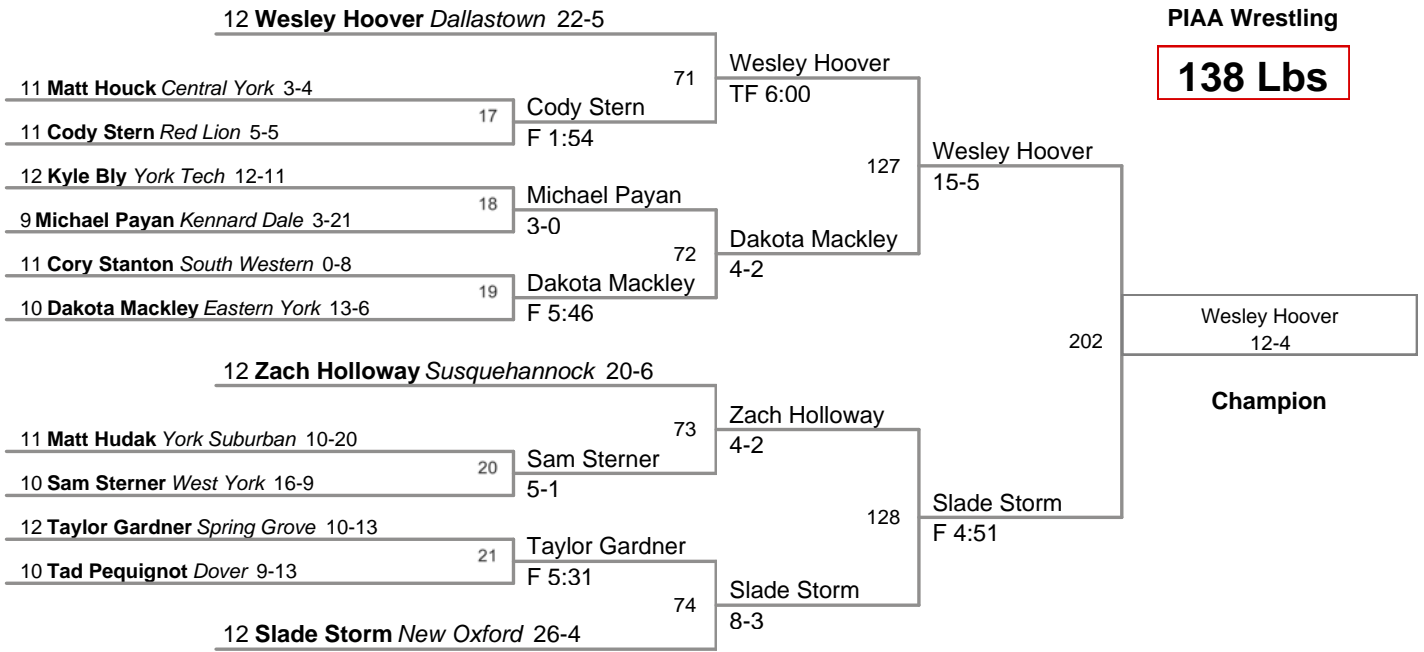 12 Wesley Hoover Dallastown 22-5
PIAA Wrestling
138 Lbs
71
Wesley Hoover
TF 6:00
11 Matt Houck Central York 3-4
17
Cody Stern
F 1:54
11 Cody Stern Red Lion 5-5
127
Wesley Hoover
15-5
12 Kyle Bly York Tech 12-11
18
Michael Payan
3-0
9 Michael Payan Kennard Dale 3-21
72
Dakota Mackley
4-2
11 Cory Stanton South Western 0-8
19
Dakota Mackley
F 5:46
10 Dakota Mackley Eastern York 13-6
202
Wesley Hoover
12-4
Champion
12 Zach Holloway Susquehannock 20-6
73
Zach Holloway
4-2
11 Matt Hudak York Suburban 10-20
20
Sam Sterner
5-1
10 Sam Sterner West York 16-9
128
Slade Storm
F 4:51
12 Taylor Gardner Spring Grove 10-13
21
Taylor Gardner
F 5:31
10 Tad Pequignot Dover 9-13
74
Slade Storm
8-3
12 Slade Storm New Oxford 26-4